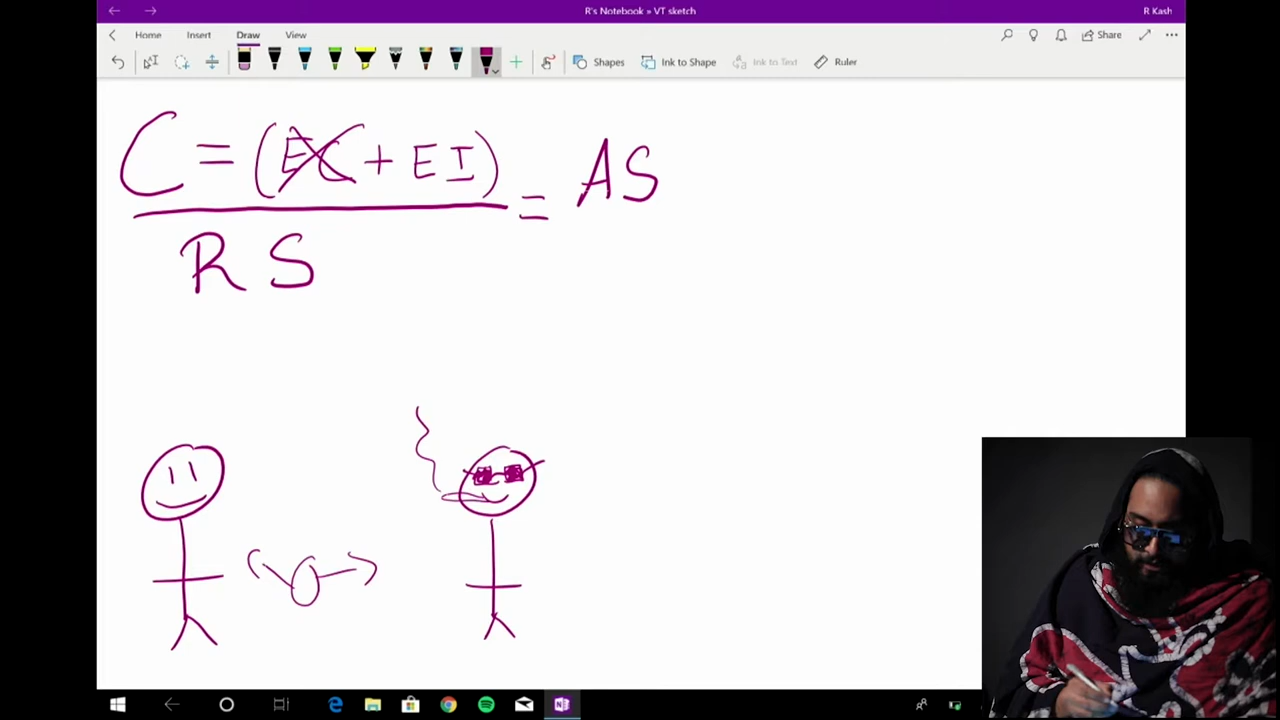 R's Notebook » VT sketch
R Kash
Home Insert Draw View
Share
Shapes Ink to Shape Ink to Text Ruler
C = (EC + EI)
= AS
RS